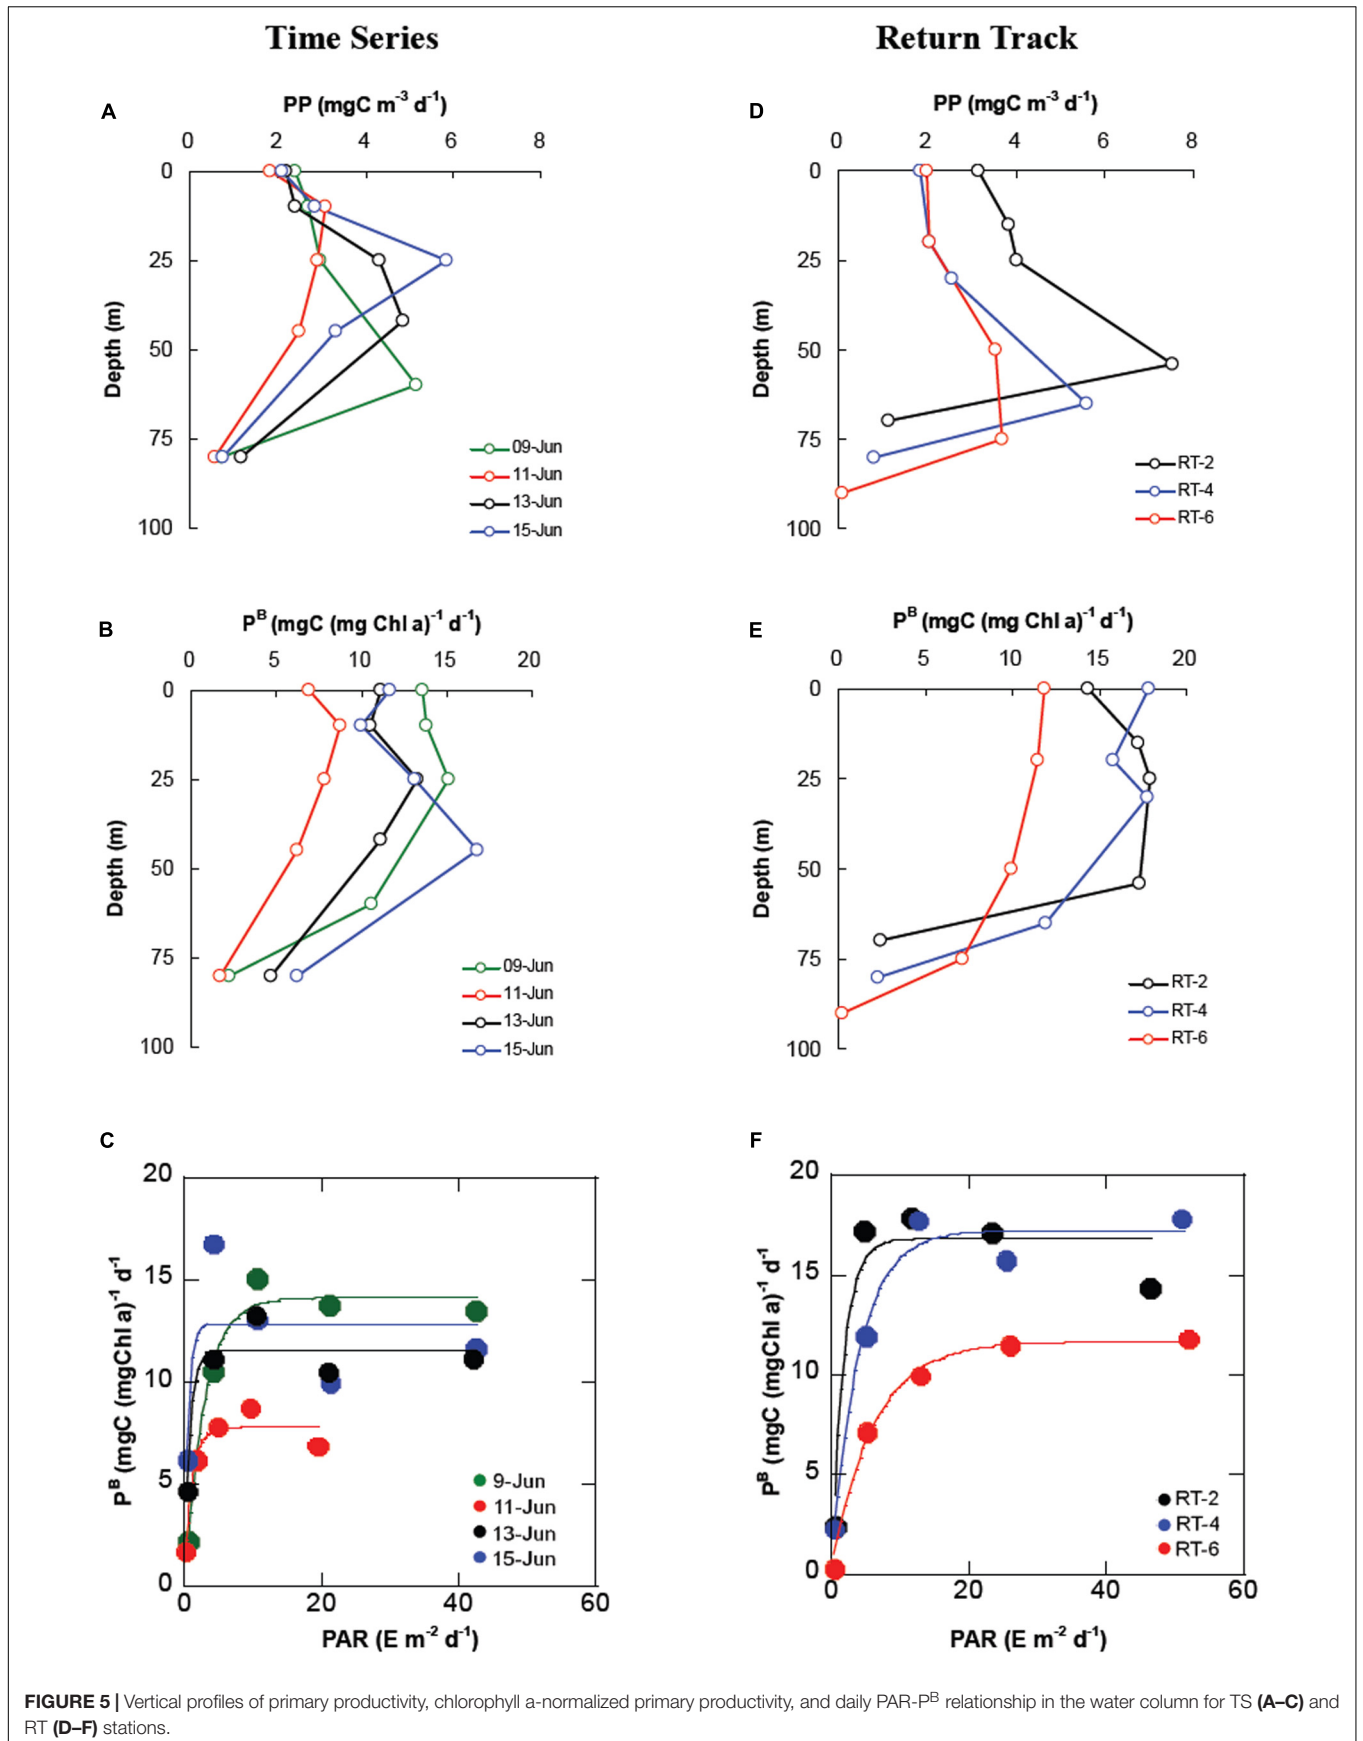 Time Series
Return Track
A
PP (mgC m-3 d-1)
0 2 4 6 8
0
25
50
75
100
Depth (m)
09-Jun
11-Jun
13-Jun
15-Jun
D
PP (mgC m-3 d-1)
0 2 4 6 8
0
25
50
75
100
Depth (m)
RT-2
RT-4
RT-6
B
PB (mgC (mg Chl a)-1 d-1)
0 5 10 15 20
0
25
50
75
100
Depth (m)
09-Jun
11-Jun
13-Jun
15-Jun
E
PB (mgC (mg Chl a)-1 d-1)
0 5 10 15 20
0
25
50
75
100
Depth (m)
RT-2
RT-4
RT-6
C
20
15
10
5
0
PB (mgC (mgChl a)-1 d-1
9-Jun
11-Jun
13-Jun
15-Jun
0 20 40 60
PAR (E m-2 d-1)
F
20
15
10
5
0
PB (mgC (mgChl a)-1 d-1
RT-2
RT-4
RT-6
0 20 40 60
PAR (E m-2 d-1)
FIGURE 5 | Vertical profiles of primary productivity, chlorophyll a-normalized primary productivity, and daily PAR-PB relationship in the water column for TS (A–C) and
RT (D–F) stations.